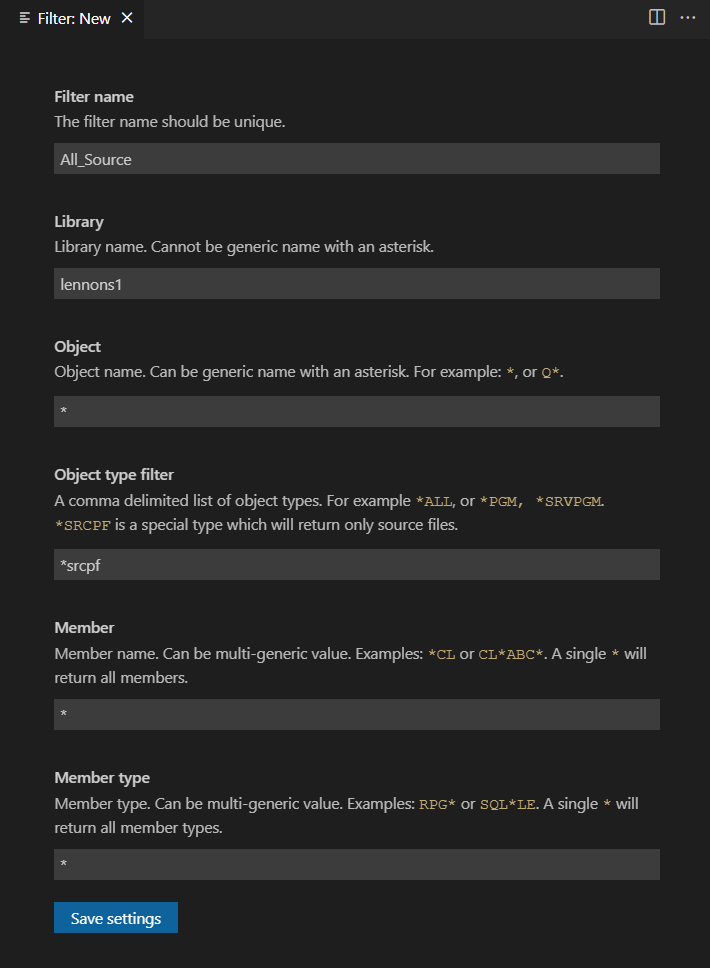 Filter: New
Filter name
The filter name should be unique.
All_Source
Library
Library name. Cannot be generic name with an asterisk.
lennons1
Object
Object name. Can be generic name with an asterisk. For example: *, or Q*.
*
Object type filter
A comma delimited list of object types. For example *ALL, or *PGM, *SRVPGM.
*SRCPF is a special type which will return only source files.
*srcpf
Member
Member name. Can be multi-generic value. Examples: *CL or CL*ABC*. A single * will
return all members.
*
Member type
Member type. Can be multi-generic value. Examples: RPG* or SQL*LE. A single * will
return all member types.
*
Save settings